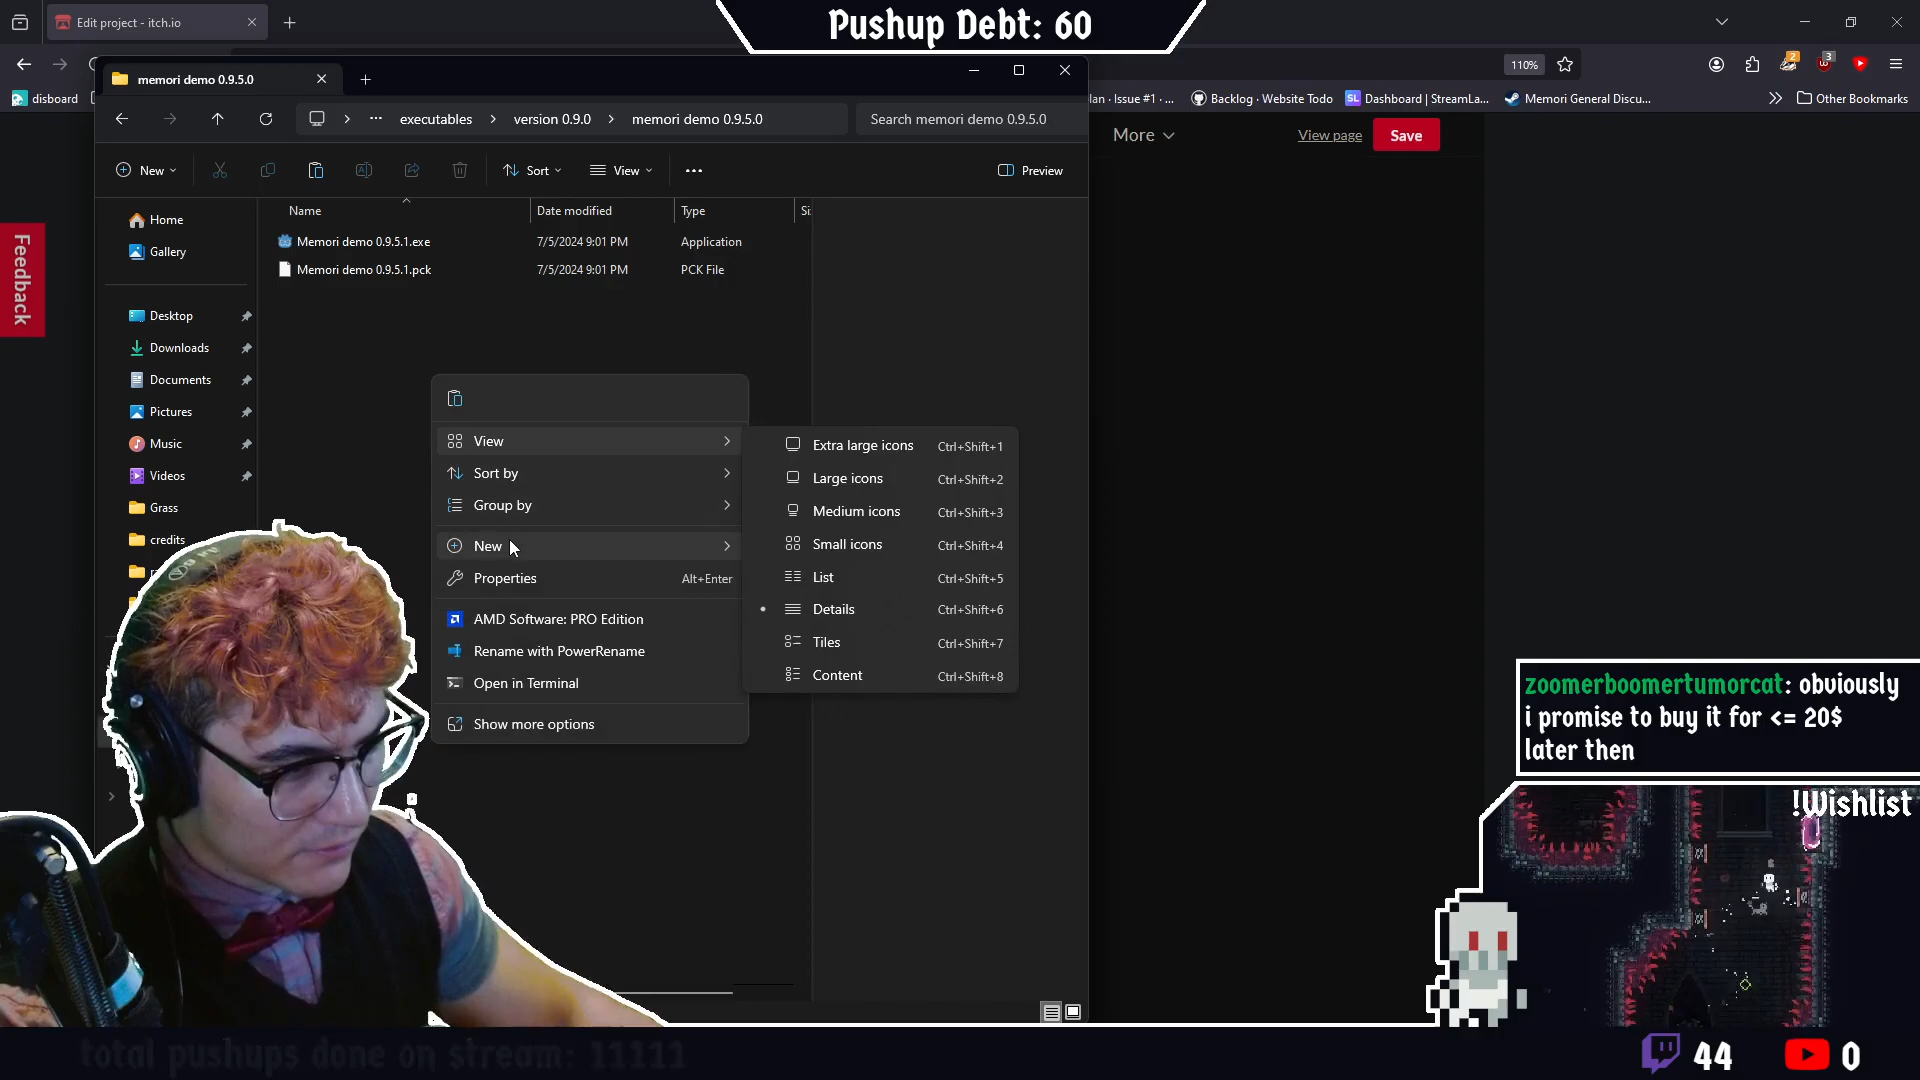 Edit project - itch.io
Pushup Debt: 60
110%
2
3
memori demo 0.9.5.0
disboard
lan · Issue #1 · ...
Backlog · Website Todo
Dashboard | StreamLa...
Memori General Discu...
Other Bookmarks
executables
version 0.9.0
memori demo 0.9.5.0
Search memori demo 0.9.5.0
More
View page
Save
New
Sort
View
Preview
Feedback
Home
Gallery
Desktop
Downloads
Documents
Pictures
Music
Videos
Grass
credits
Name
Date modified
Type
Si
Memori demo 0.9.5.1.exe
7/5/2024 9:01 PM
Application
Memori demo 0.9.5.1.pck
7/5/2024 9:01 PM
PCK File
View
Sort by
Group by
New
Properties
Alt+Enter
AMD Software: PRO Edition
Rename with PowerRename
Open in Terminal
Show more options
Extra large icons
Ctrl+Shift+1
Large icons
Ctrl+Shift+2
Medium icons
Ctrl+Shift+3
Small icons
Ctrl+Shift+4
List
Ctrl+Shift+5
Details
Ctrl+Shift+6
Tiles
Ctrl+Shift+7
Content
Ctrl+Shift+8
zoomerboomertumorcat: obviously
i promise to buy it for <= 20$
later then
!Wishlist
total pushups done on stream: 11111
44
0